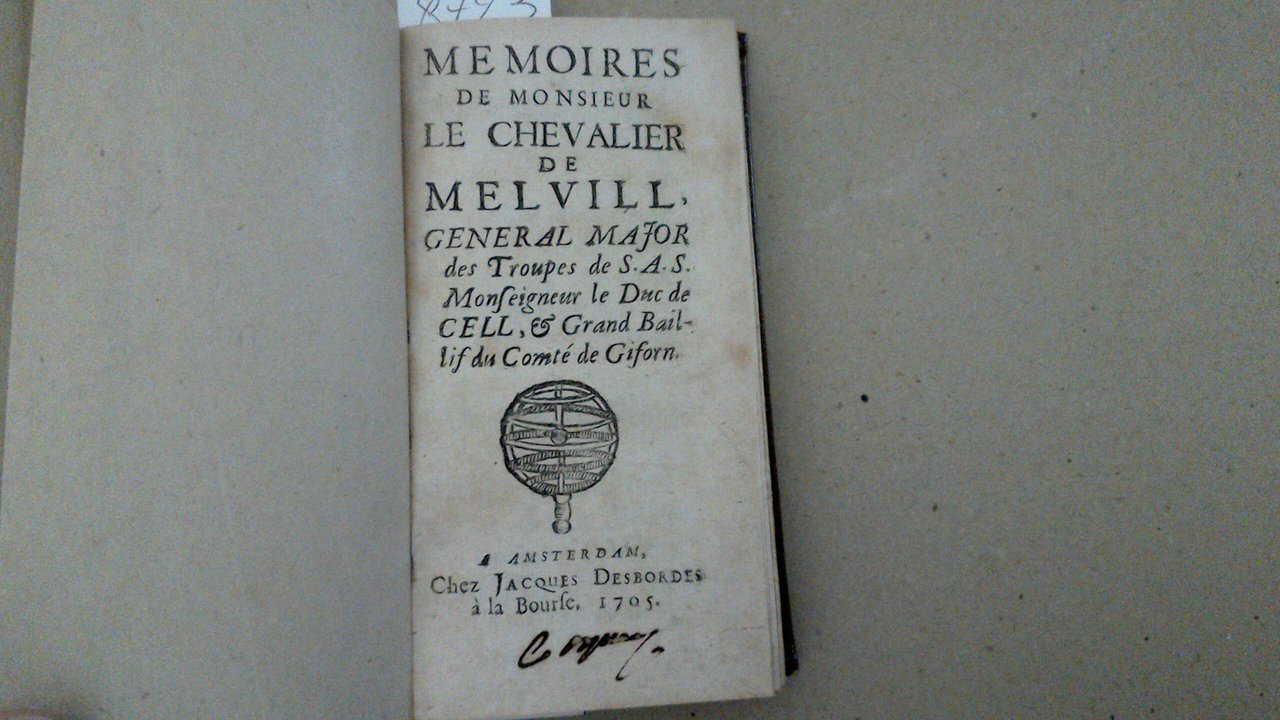 MEMOIRES
DE MONSIEUR
LE CHEVALIER
DE
MELVILL,
GENERAL MAJOR
des Troupes de S.A.S.
Monſeigneur le Duc de
CELL, & Grand Bail-
lif du Comté de Giforn.
A AMSTERDAM,
Chez JACQUES DESBORDES
à la Bourſe, 1705.